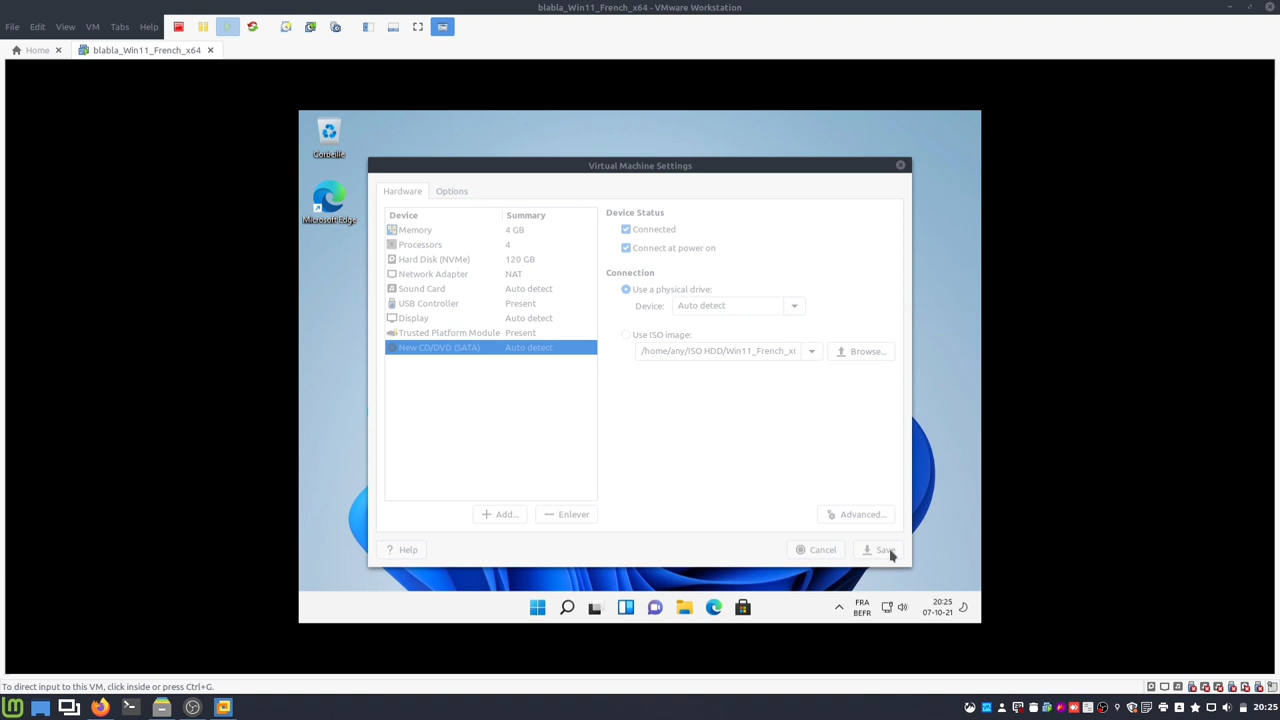 blabla_Win11_French_x64 - VMware Workstation
File Edit View VM Tabs Help
Home blabla_Win11_French_x64
Corbeille
Microsoft Edge
Virtual Machine Settings
Hardware Options
Device Summary
Memory 4 GB
Processors 4
Hard Disk (NVMe) 120 GB
Network Adapter NAT
Sound Card Auto detect
USB Controller Present
Display Auto detect
Trusted Platform Module Present
New CD/DVD (SATA) Auto detect
Add... Enlever
Device Status
Connected
Connect at power on
Connection
Use a physical drive:
Device: Auto detect
Use ISO image:
/home/any/ISO HDD/Win11_French_x Browse...
Advanced...
Help Cancel Save
FRA
BEFR
20:25
07-10-21
To direct input to this VM, click inside or press Ctrl+G.
20:25